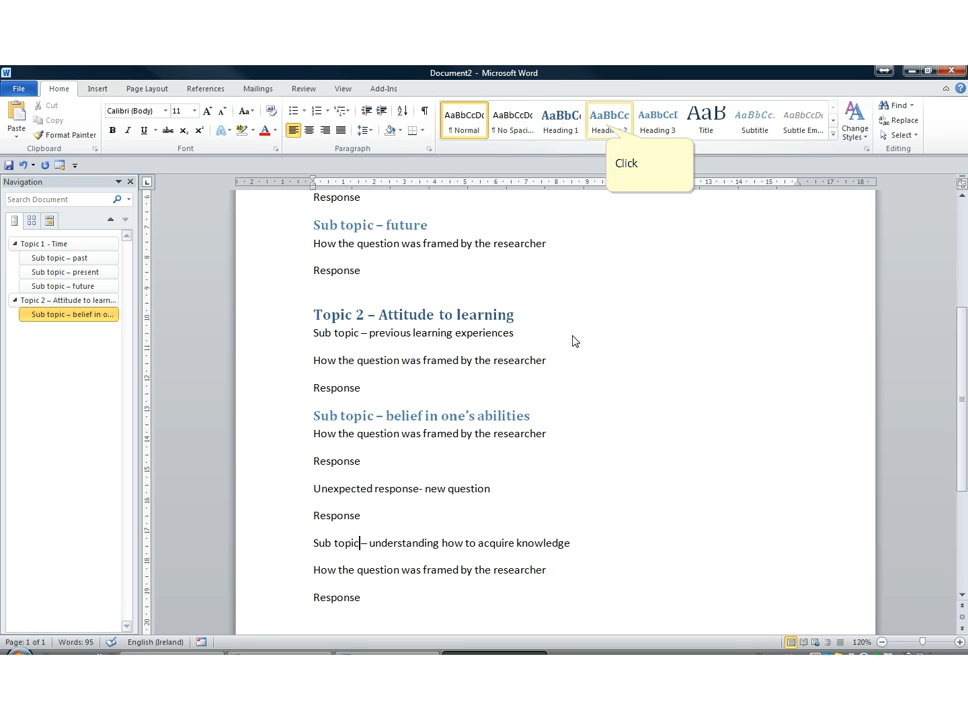 Document2 - Microsoft Word
File Home Insert Page Layout References Mailings Review View Add-Ins
Paste
Cut
Copy
Format Painter
Clipboard
Calibri (Body) 11
Font
Paragraph
AaBbCcDc AaBbCcDc AaBbC AaBbCc AaBbCcI AaB AaBbCc. AaBbCcDc
¶ Normal ¶ No Spaci... Heading 1 Heading 2 Heading 3 Title Subtitle Subtle Em...
Change Styles
Find
Replace
Select
Editing
Click
Navigation
Search Document
Topic 1 - Time
Sub topic – past
Sub topic – present
Sub topic – future
Topic 2 – Attitude to learn...
Sub topic – belief in o...
Response
Sub topic – future
How the question was framed by the researcher
Response
Topic 2 – Attitude to learning
Sub topic – previous learning experiences
How the question was framed by the researcher
Response
Sub topic – belief in one's abilities
How the question was framed by the researcher
Response
Unexpected response- new question
Response
Sub topic – understanding how to acquire knowledge
How the question was framed by the researcher
Response
Page: 1 of 1 Words: 95 English (Ireland) 120%